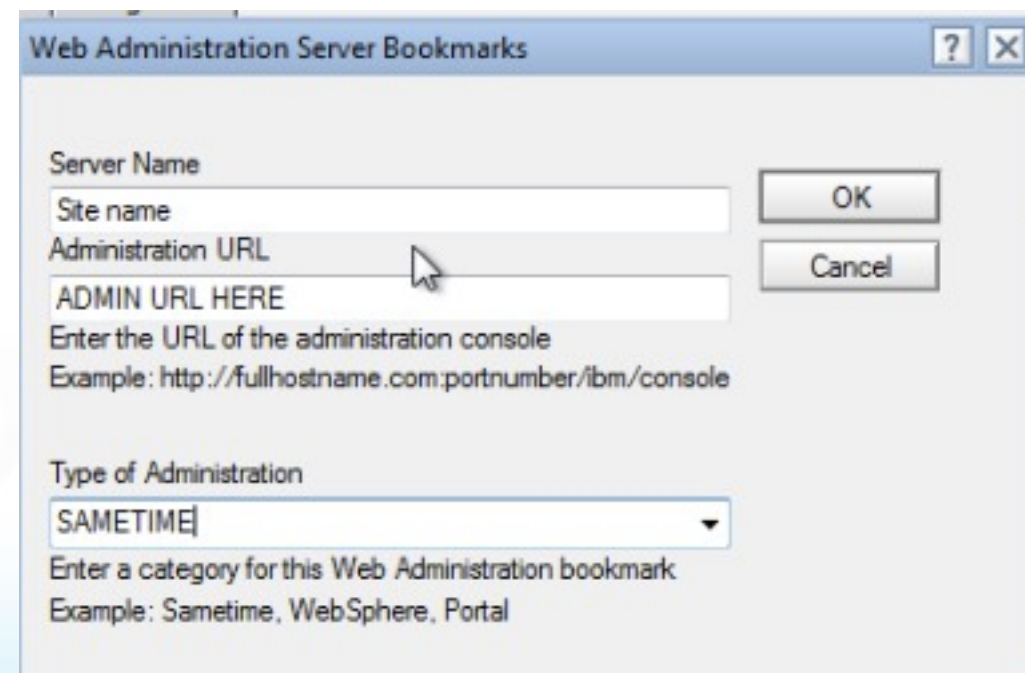 Web Administration Server Bookmarks
Server Name
Site name
OK
Administration URL
Cancel
ADMIN URL HERE
Enter the URL of the administration console
Example: http://fullhostname.com:portnumber/ibm/console
Type of Administration
SAMETIME
Enter a category for this Web Administration bookmark
Example: Sametime, WebSphere, Portal